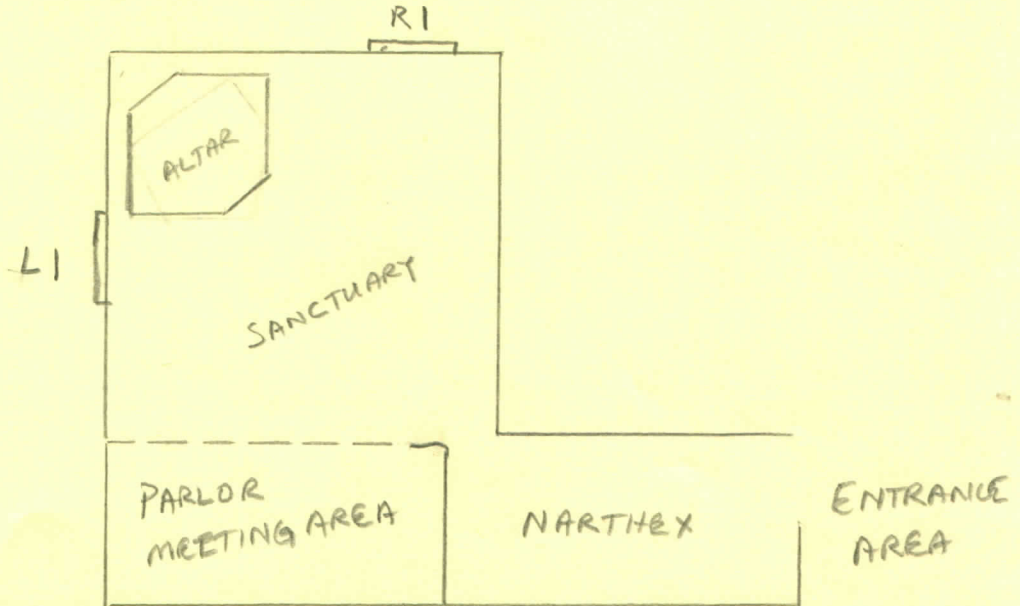 R1
ALTAR
L1
SANCTUARY
PARLOR
MEETING AREA
NARTHEX
ENTRANCE
AREA